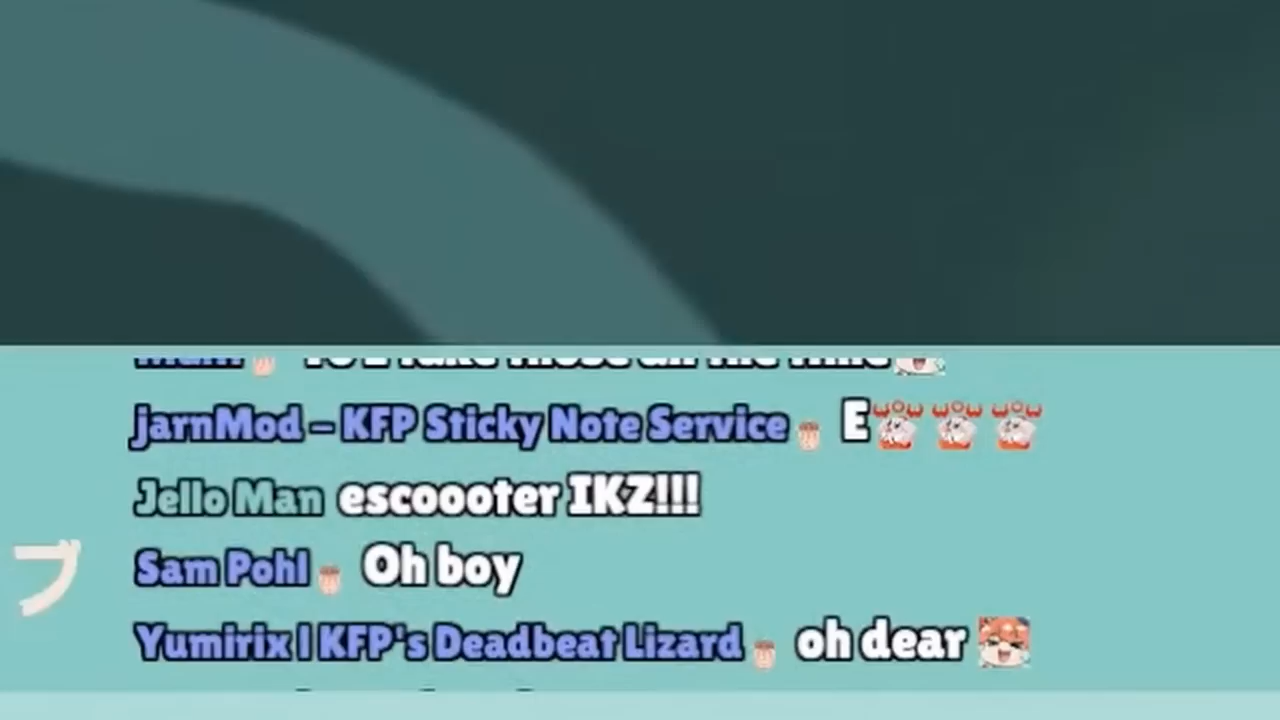 jarnMod - KFP Sticky Note Service E
Jello Man escoooter IKZ!!!
Sam Pohl Oh boy
ブ
Yumirix | KFP's Deadbeat Lizard oh dear